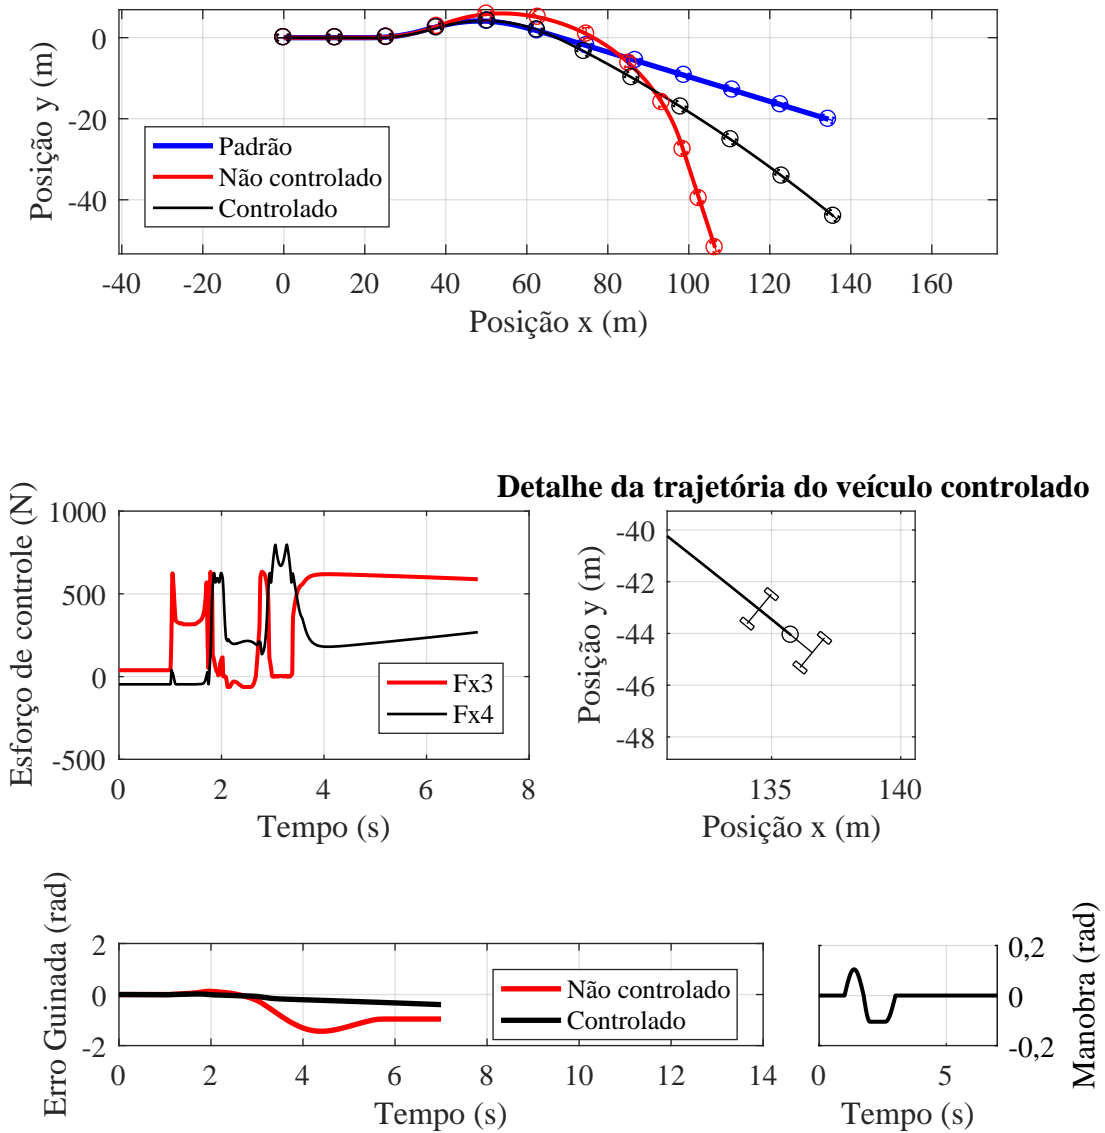 0
-20
-40
Posição y (m)
Padrão
Não controlado
Controlado
-40 -20 0 20 40 60 80 100 120 140 160
Posição x (m)
Detalhe da trajetória do veículo controlado
1000
500
0
-500
Esforço de controle (N)
Fx3
Fx4
0 2 4 6 8
Tempo (s)
-40
-42
-44
-46
-48
Posição y (m)
135 140
Posição x (m)
2
0
-2
Erro Guinada (rad)
Não controlado
Controlado
0 2 4 6 8 10 12 14
Tempo (s)
0,2
0
-0,2
Manobra (rad)
0 5
Tempo (s)